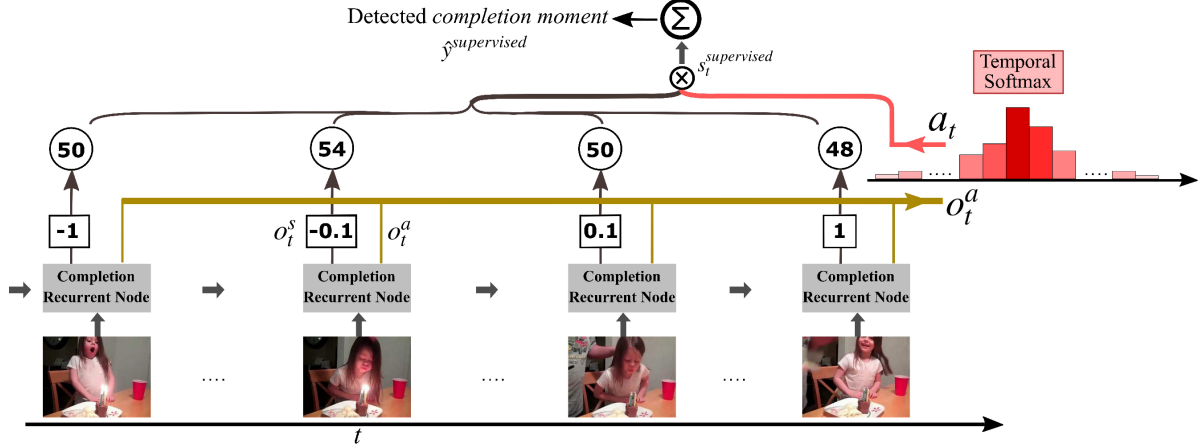 Detected completion moment
Σ
ŷ^supervised
s_t^supervised
×
Temporal
Softmax
a_t
50
54
50
48
....
....
o_t^a
-1
o_t^s
-0.1
o_t^a
0.1
1
Completion
Recurrent Node
Completion
Recurrent Node
Completion
Recurrent Node
Completion
Recurrent Node
....
....
....
t